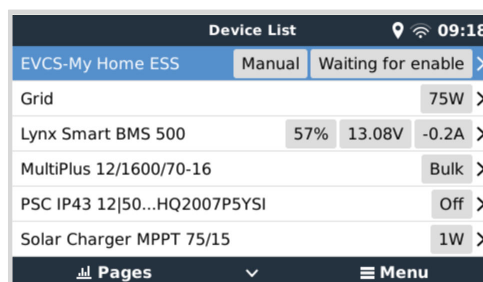 Device List 09:18
EVCS-My Home ESS Manual Waiting for enable
Grid 75W
Lynx Smart BMS 500 57% 13.08V -0.2A
MultiPlus 12/1600/70-16 Bulk
PSC IP43 12|50...HQ2007P5YSI Off
Solar Charger MPPT 75/15 1W
Pages Menu